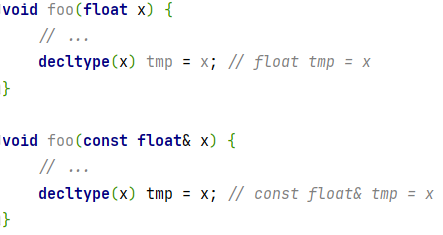 void foo(float x) {
// ...
decltype(x) tmp = x; // float tmp = x
}
void foo(const float& x) {
// ...
decltype(x) tmp = x; // const float& tmp = x
}